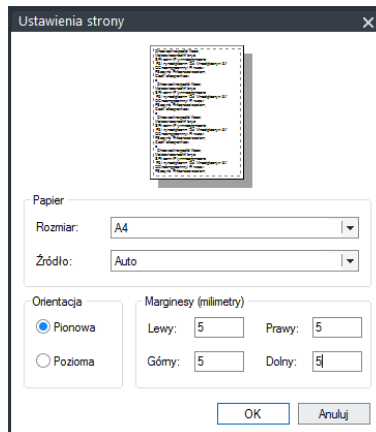 Ustawienia strony
Papier
Rozmiar: A4
Źródło: Auto
Orientacja
Pionowa
Pozioma
Marginesy (milimetry)
Lewy: 5 Prawy: 5
Górny: 5 Dolny: 5
OK Anuluj